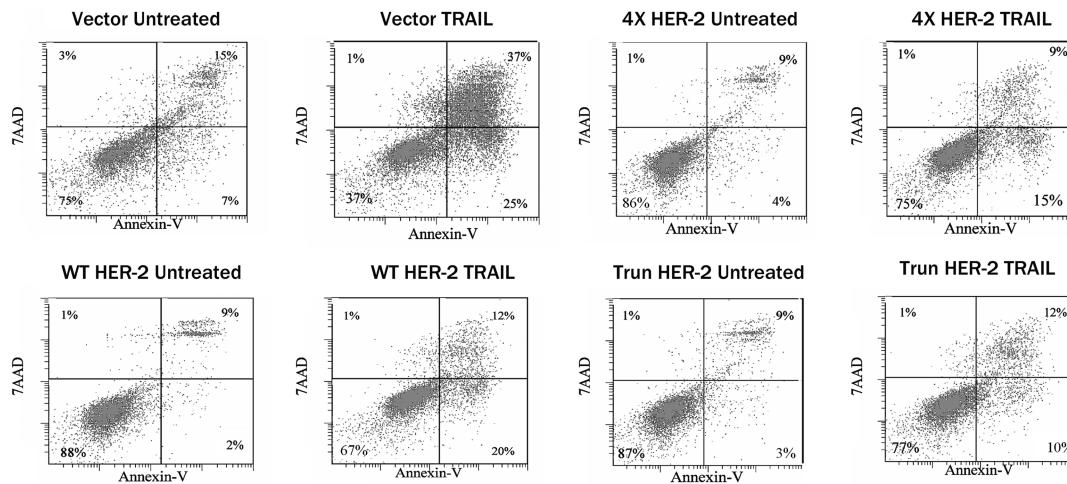 Vector Untreated
3%
15%
7AAD
75%
7%
Annexin-V
Vector TRAIL
1%
37%
7AAD
37%
25%
Annexin-V
4X HER-2 Untreated
1%
9%
7AAD
86%
4%
Annexin-V
4X HER-2 TRAIL
1%
9%
7AAD
75%
15%
Annexin-V
WT HER-2 Untreated
1%
9%
7AAD
88%
2%
Annexin-V
WT HER-2 TRAIL
1%
12%
7AAD
67%
20%
Annexin-V
Trun HER-2 Untreated
1%
9%
7AAD
87%
3%
Annexin-V
Trun HER-2 TRAIL
1%
12%
7AAD
77%
10%
Annexin-V